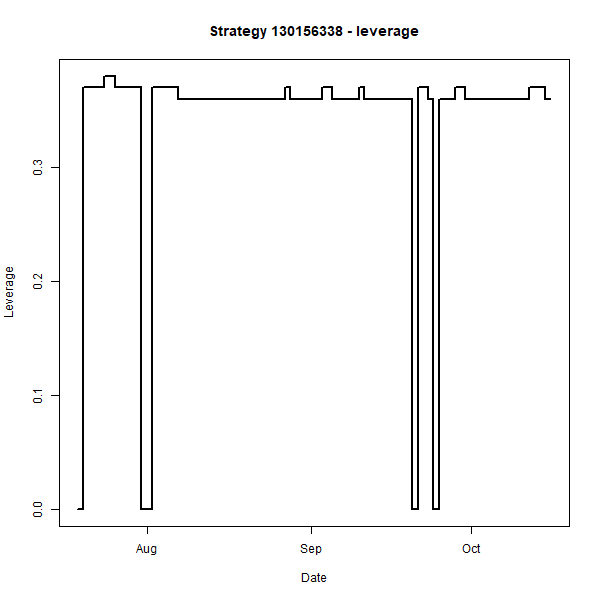 Strategy 130156338 - leverage
Leverage
0.3
0.2
0.1
0.0
Aug
Sep
Oct
Date